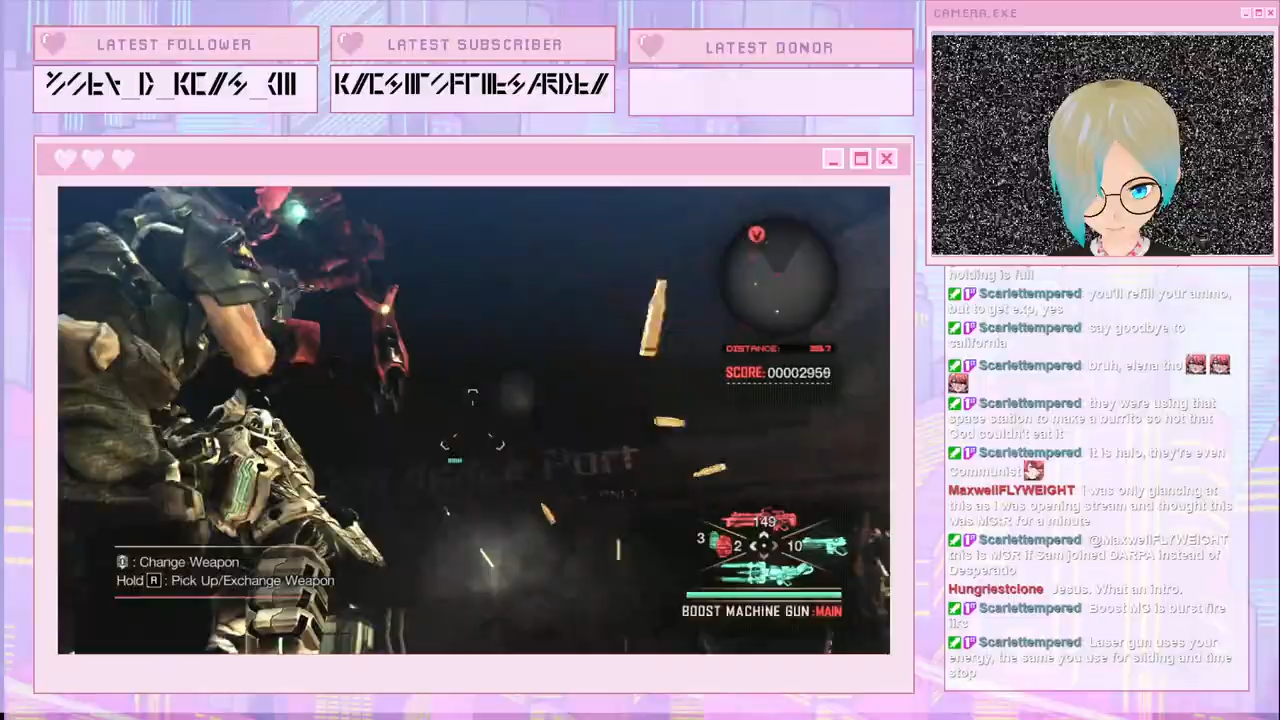 LATEST FOLLOWER
LATEST SUBSCRIBER
LATEST DONOR
CAMERA.EXE
V
DISTANCE:
SCORE: 00002959
149
3
2
10
: Change Weapon
Hold R : Pick Up/Exchange Weapon
BOOST MACHINE GUN :MAIN
holding is full
Scarlettempered you'll refill your ammo,
but to get exp, yes
Scarlettempered say goodbye to
california
Scarlettempered bruh, elena tho
Scarlettempered they were using that
space station to make a burrito so hot that
God couldn't eat it
Scarlettempered it is halo, they're even
Communist
MaxwellFLYWEIGHT I was only glancing at
this as I was opening stream and thought this
was MGR for a minute
Scarlettempered @MaxwellFLYWEIGHT
this is MGR if Sam joined DARPA instead of
Desperado
Hungriestclone Jesus. What an intro.
Scarlettempered Boost MG is burst fire
Scarlettempered Laser gun uses your
energy, the same you use for sliding and time
stop